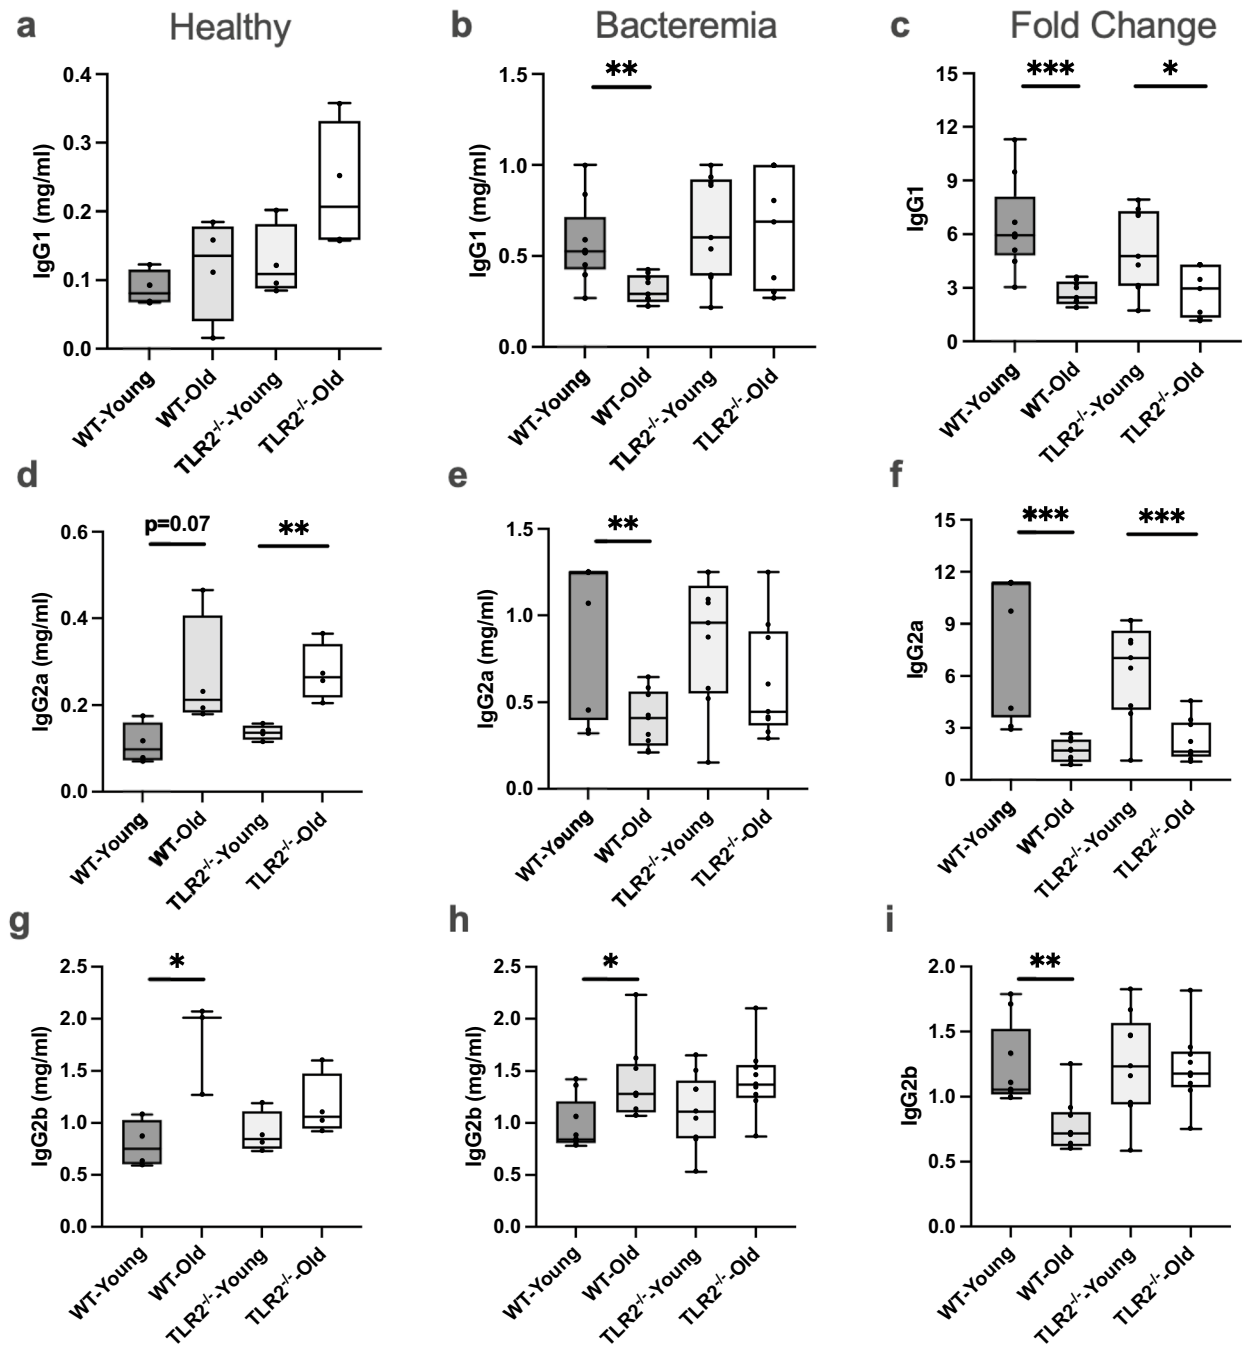 a Healthy
b Bacteremia
c Fold Change
IgG1 (mg/ml)
0.4
0.3
0.2
0.1
0.0
WT-Young
WT-Old
TLR2-/--Young
TLR2-/--Old
IgG1 (mg/ml)
1.5
1.0
0.5
0.0
**
WT-Young
WT-Old
TLR2-/--Young
TLR2-/--Old
IgG1
15
12
9
6
3
0
***
*
WT-Young
WT-Old
TLR2-/--Young
TLR2-/--Old
d
IgG2a (mg/ml)
0.6
0.4
0.2
0.0
p=0.07
**
WT-Young
WT-Old
TLR2-/--Young
TLR2-/--Old
e
IgG2a (mg/ml)
1.5
1.0
0.5
0.0
**
WT-Young
WT-Old
TLR2-/--Young
TLR2-/--Old
f
IgG2a
15
12
9
6
3
0
***
***
WT-Young
WT-Old
TLR2-/--Young
TLR2-/--Old
g
IgG2b (mg/ml)
2.5
2.0
1.5
1.0
0.5
0.0
*
WT-Young
WT-Old
TLR2-/--Young
TLR2-/--Old
h
IgG2b (mg/ml)
2.5
2.0
1.5
1.0
0.5
0.0
*
WT-Young
WT-Old
TLR2-/--Young
TLR2-/--Old
i
IgG2b
2.0
1.5
1.0
0.5
0.0
**
WT-Young
WT-Old
TLR2-/--Young
TLR2-/--Old